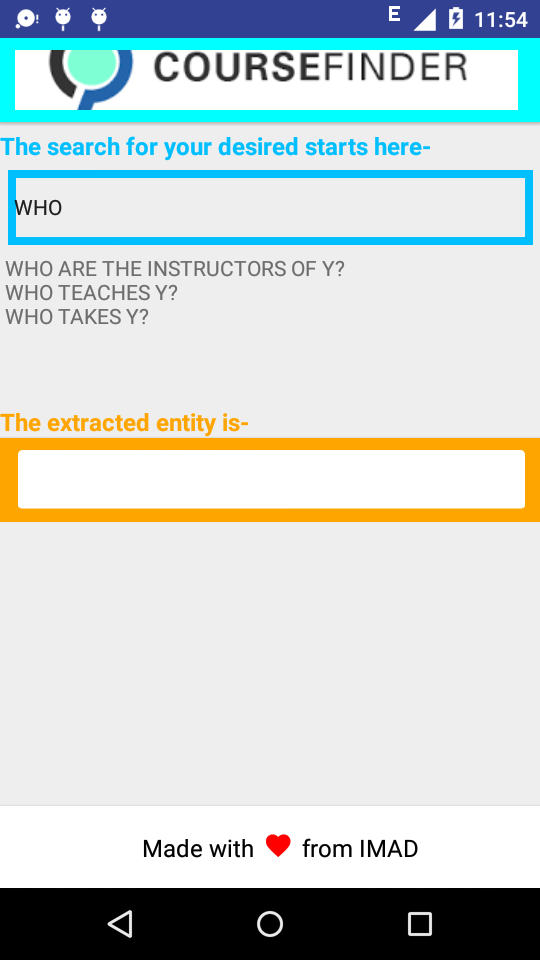 E 11:54
COURSEFINDER
The search for your desired starts here-
WHO
WHO ARE THE INSTRUCTORS OF Y?
WHO TEACHES Y?
WHO TAKES Y?
The extracted entity is-
Made with from IMAD